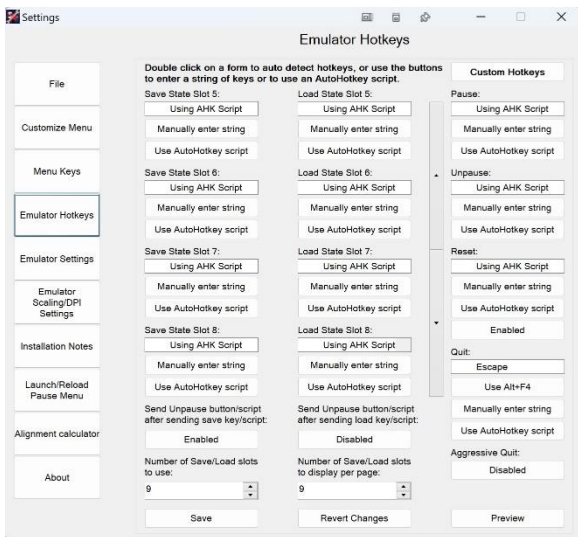 Settings
Emulator Hotkeys
File
Customize Menu
Menu Keys
Emulator Hotkeys
Emulator Settings
Emulator
Scaling/DPI
Settings
Installation Notes
Launch/Reload
Pause Menu
Alignment calculator
About
Double click on a form to auto detect hotkeys, or use the buttons
to enter a string of keys or to use an AutoHotkey script.
Save State Slot 5:
Using AHK Script
Manually enter string
Use AutoHotkey script
Save State Slot 6:
Using AHK Script
Manually enter string
Use AutoHotkey script
Save State Slot 7:
Using AHK Script
Manually enter string
Use AutoHotkey script
Save State Slot 8:
Using AHK Script
Manually enter string
Use AutoHotkey script
Send Unpause button/script
after sending save key/script:
Enabled
Number of Save/Load slots
to use:
9
Save
Load State Slot 5:
Using AHK Script
Manually enter string
Use AutoHotkey script
Load State Slot 6:
Using AHK Script
Manually enter string
Use AutoHotkey script
Load State Slot 7:
Using AHK Script
Manually enter string
Use AutoHotkey script
Load State Slot 8:
Using AHK Script
Manually enter string
Use AutoHotkey script
Send Unpause button/script
after sending load key/script:
Disabled
Number of Save/Load slots
to display per page:
9
Revert Changes
Custom Hotkeys
Pause:
Using AHK Script
Manually enter string
Use AutoHotkey script
Unpause:
Using AHK Script
Manually enter string
Use AutoHotkey script
Reset:
Using AHK Script
Manually enter string
Use AutoHotkey script
Enabled
Quit:
Escape
Use Alt+F4
Manually enter string
Use AutoHotkey script
Aggressive Quit:
Disabled
Preview